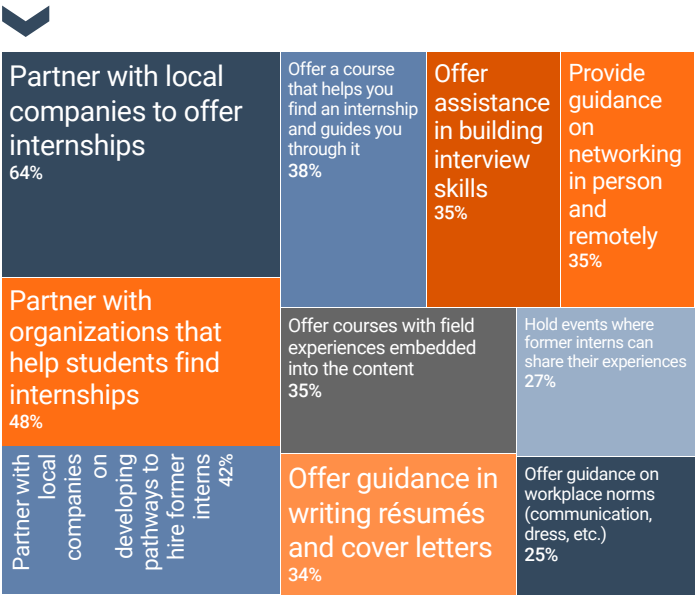 Partner with local
companies to offer
internships
64%
Partner with
organizations that
help students find
internships
48%
Partner with
local
companies
on
developing
pathways to
hire former
interns
42%
Offer a course
that helps you
find an internship
and guides you
through it
38%
Offer
assistance
in building
interview
skills
35%
Provide
guidance
on
networking
in person
and
remotely
35%
Offer courses with field
experiences embedded
into the content
35%
Hold events where
former interns can
share their experiences
27%
Offer guidance in
writing résumés
and cover letters
34%
Offer guidance on
workplace norms
(communication,
dress, etc.)
25%